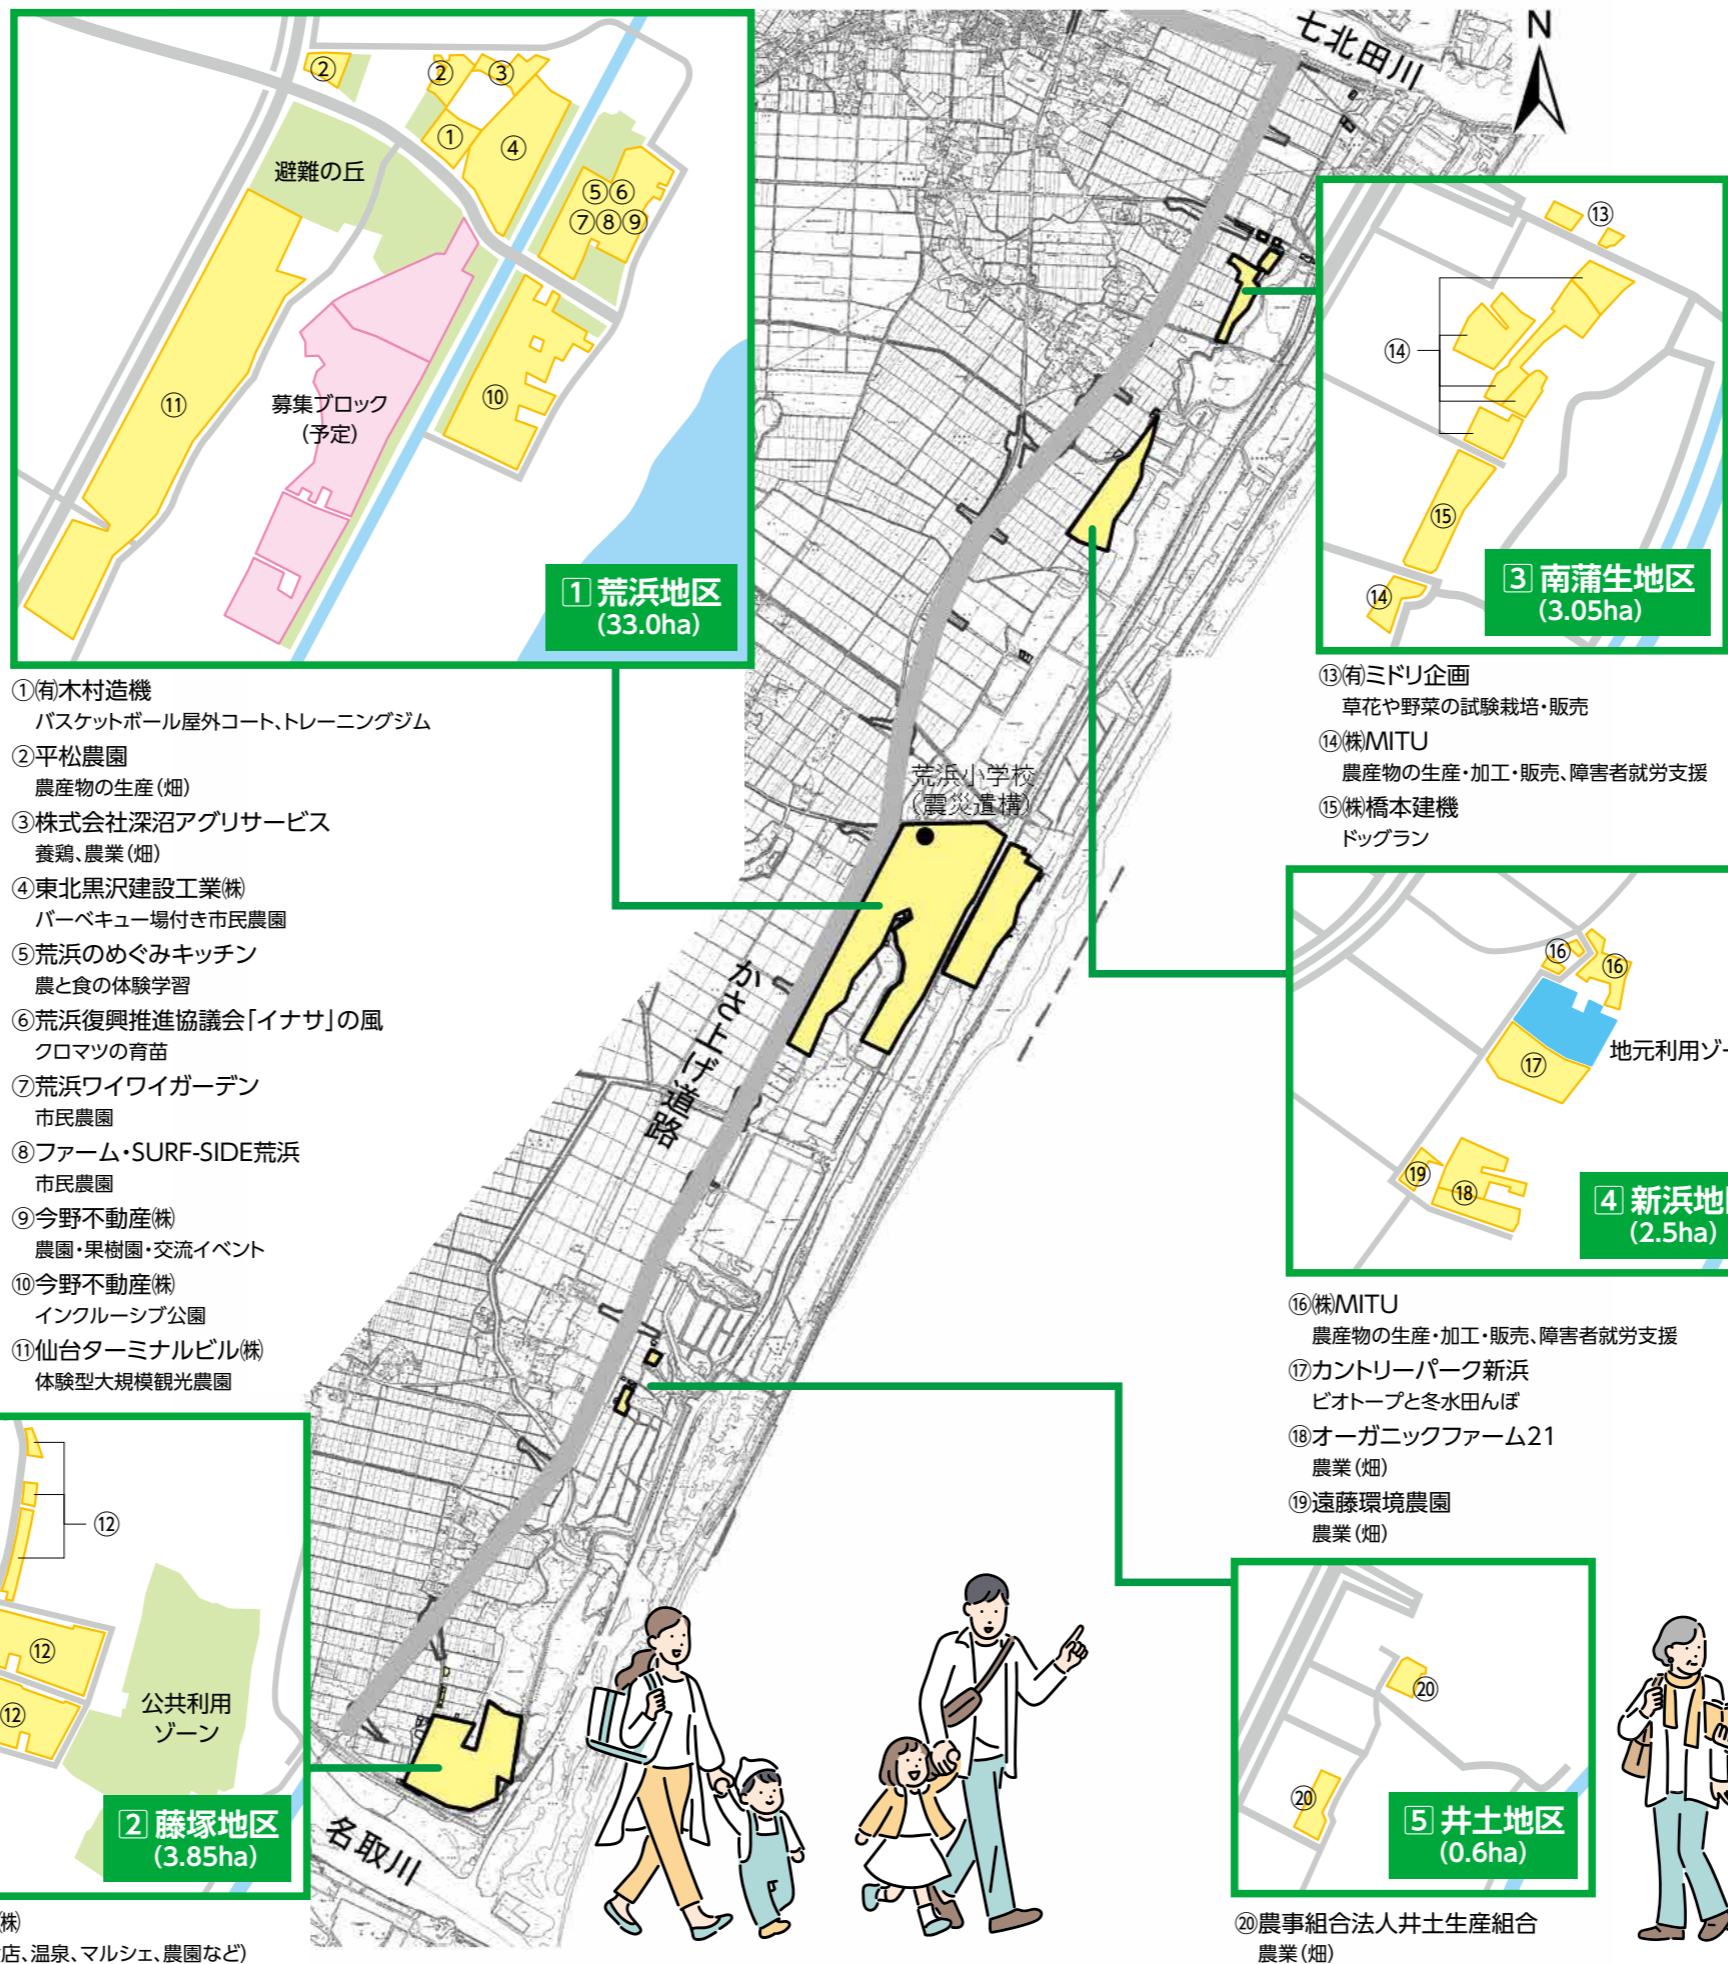 七北田川
N
②
②
③
①
④
避難の丘
⑤⑥
⑦⑧⑨
⑩
⑪
募集ブロック
(予定)
1 荒浜地区
(33.0ha)
①㈲木村造機
バスケットボール屋外コート、トレーニングジム
②平松農園
農産物の生産(畑)
③株式会社深沼アグリサービス
養鶏、農業(畑)
④東北黒沢建設工業㈱
バーベキュー場付き市民農園
⑤荒浜のめぐみキッチン
農と食の体験学習
⑥荒浜復興推進協議会「イナサ」の風
クロマツの育苗
⑦荒浜ワイワイガーデン
市民農園
⑧ファーム・SURF-SIDE荒浜
市民農園
⑨今野不動産㈱
農園・果樹園・交流イベント
⑩今野不動産㈱
インクルーシブ公園
⑪仙台ターミナルビル㈱
体験型大規模観光農園
荒浜小学校
(震災遺構)
かさ上げ道路
⑬
⑭
⑮
⑭
3 南蒲生地区
(3.05ha)
⑬㈲ミドリ企画
草花や野菜の試験栽培・販売
⑭㈱MITU
農産物の生産・加工・販売、障害者就労支援
⑮㈱橋本建機
ドッグラン
⑯
⑯
地元利用ゾー
⑰
⑲
⑱
4 新浜地
(2.5ha)
⑯㈱MITU
農産物の生産・加工・販売、障害者就労支援
⑰カントリーパーク新浜
ビオトープと冬水田んぼ
⑱オーガニックファーム21
農業(畑)
⑲遠藤環境農園
農業(畑)
⑫
⑫
⑫
公共利用
ゾーン
2 藤塚地区
(3.85ha)
名取川
㈱
店、温泉、マルシェ、農園など)
⑳
⑳
5 井土地区
(0.6ha)
⑳農事組合法人井土生産組合
農業(畑)